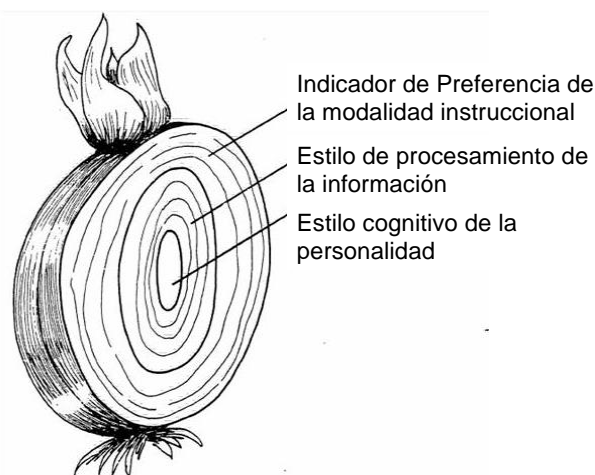 Indicador de Preferencia de
la modalidad instruccional
Estilo de procesamiento de
la información
Estilo cognitivo de la
personalidad